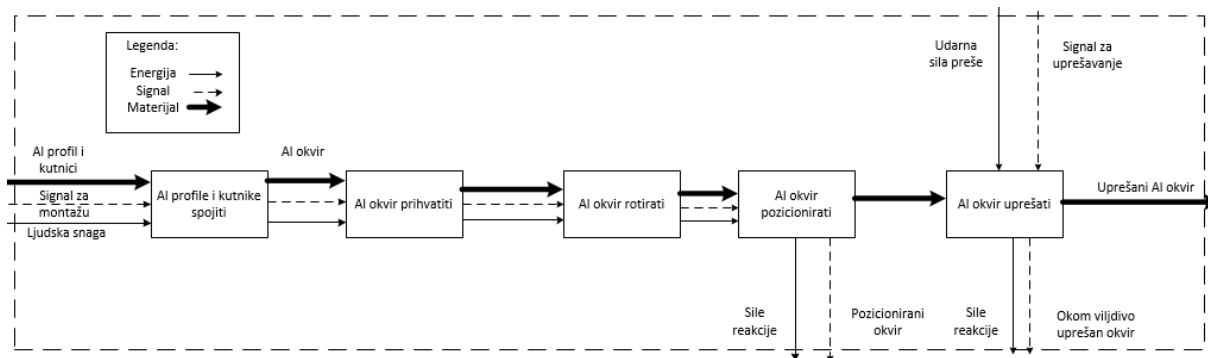 Legenda:
Energija
Signal
Materijal
Udarna
sila preše
Signal za
uprešavanje
Al profil i
kutnici
Signal za
montažu
Ljudska snaga
Al profile i kutnike
spojiti
Al okvir
Al okvir prihvatiti
Al okvir rotirati
Al okvir
pozicionirati
Al okvir uprešati
Uprešani Al okvir
Sile
reakcije
Pozicionirani
okvir
Sile
reakcije
Okom viljdivo
uprešan okvir